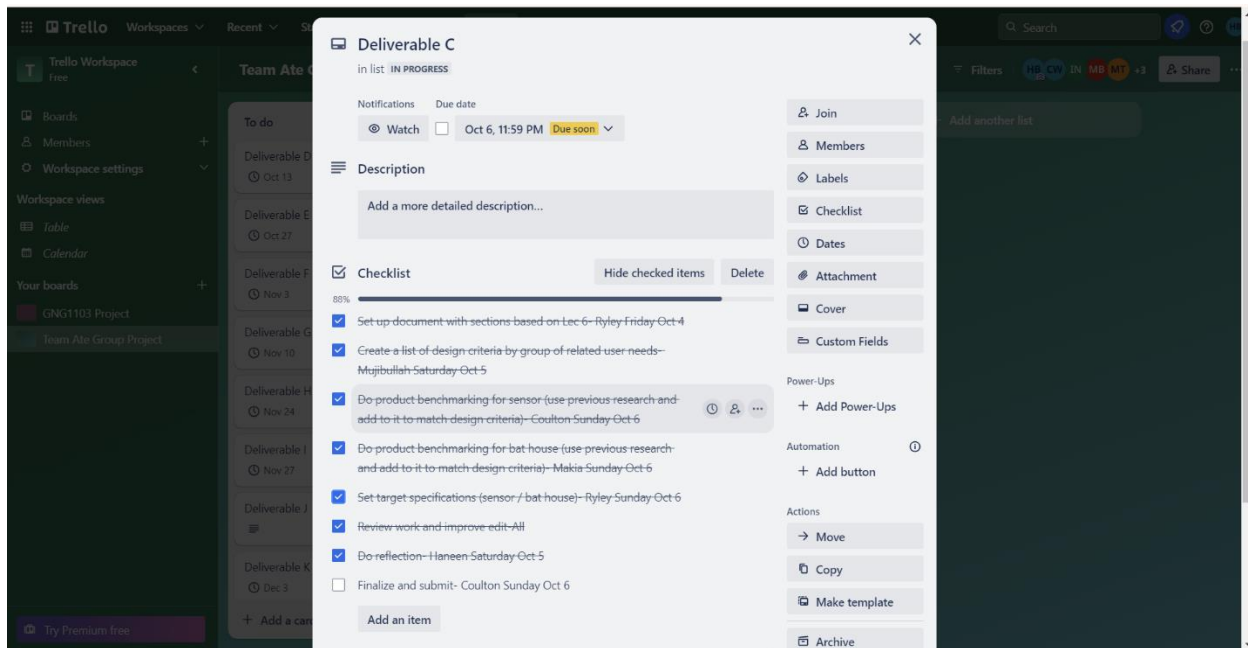 Trello
Workspaces
Recent
Search
Trello Workspace
Free
Boards
Members
Workspace settings
Workspace views
Table
Calendar
Your boards
GNG1103 Project
Team Ate Group Project
Try Premium free
Team Ate
Filters
HB CW IN MB MT +3
Share
To do
Deliverable D
Oct 13
Deliverable E
Oct 27
Deliverable F
Nov 3
Deliverable G
Nov 10
Deliverable H
Nov 24
Deliverable I
Nov 27
Deliverable J
Deliverable K
Dec 3
+ Add a card
Add another list
Deliverable C
in list IN PROGRESS
Notifications Due date
Watch
Oct 6, 11:59 PM Due soon
Description
Add a more detailed description...
Checklist
Hide checked items
Delete
88%
Set up document with sections based on Lec 6- Ryley Friday Oct 4
Create a list of design criteria by group of related user needs-
Mujibullah Saturday Oct 5
Do product benchmarking for sensor (use previous research and
add to it to match design criteria)- Coulton Sunday Oct 6
Do product benchmarking for bat house (use previous research
and add to it to match design criteria)- Makia Sunday Oct 6
Set target specifications (sensor / bat house)- Ryley Sunday Oct 6
Review work and improve edit-All
Do reflection- Haneen Saturday Oct 5
Finalize and submit- Coulton Sunday Oct 6
Add an item
Join
Members
Labels
Checklist
Dates
Attachment
Cover
Custom Fields
Power-Ups
+ Add Power-Ups
Automation
+ Add button
Actions
Move
Copy
Make template
Archive